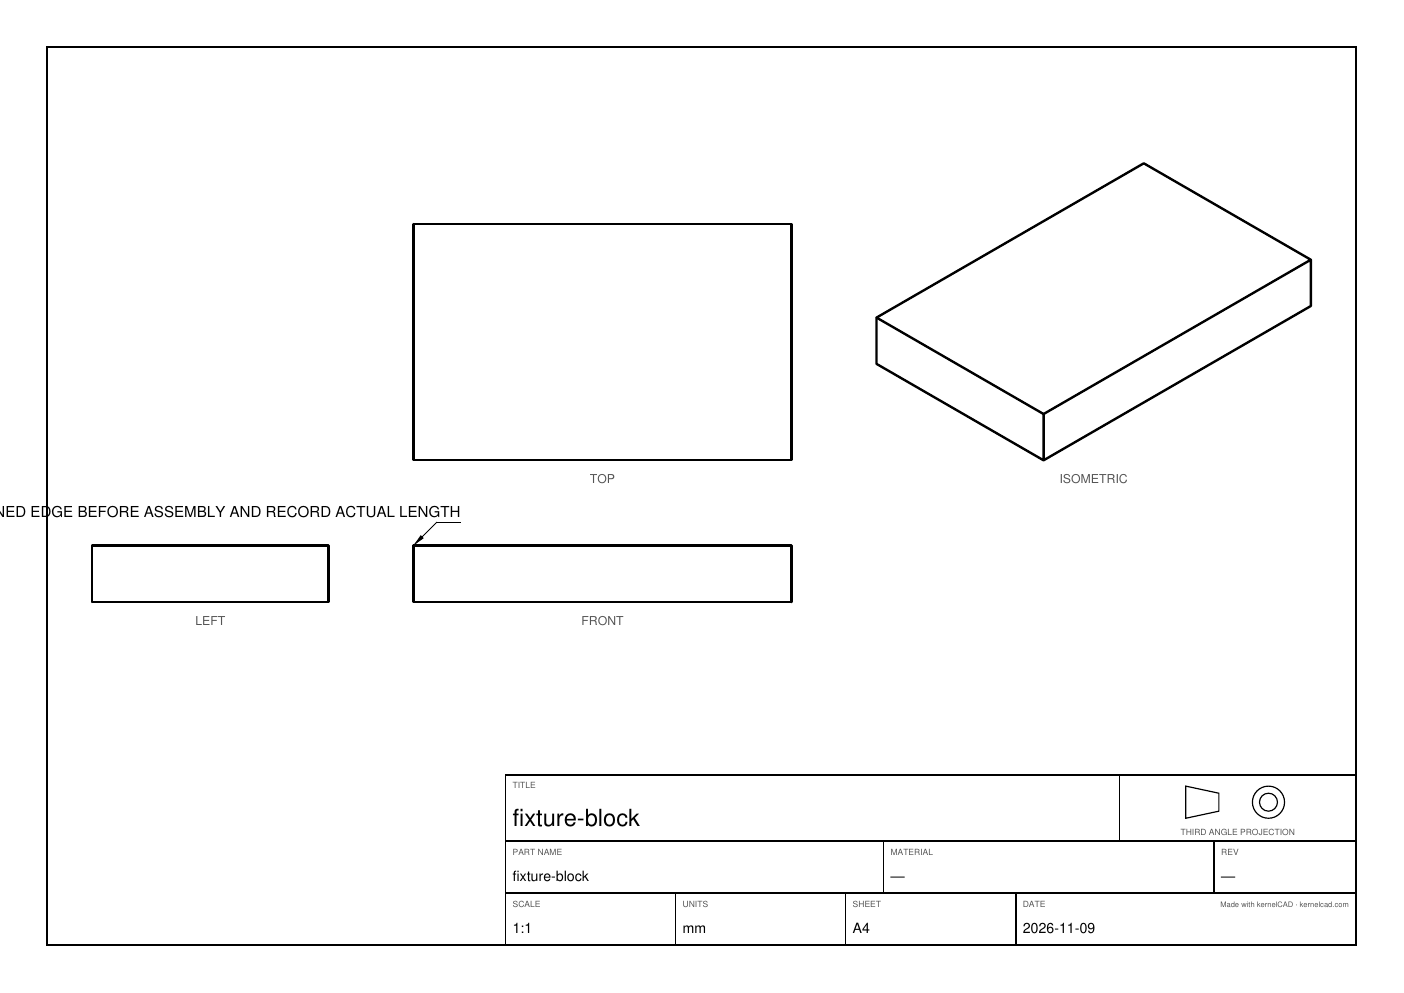 TOP
ISOMETRIC
EDGE BEFORE ASSEMBLY AND RECORD ACTUAL LENGTH
LEFT
FRONT
TITLE
fixture-block
THIRD ANGLE PROJECTION
PART NAME
MATERIAL
REV
fixture-block
—
—
SCALE
UNITS
SHEET
DATE
Made with kernelCAD · kernelcad.com
1:1
mm
A4
2026-11-09